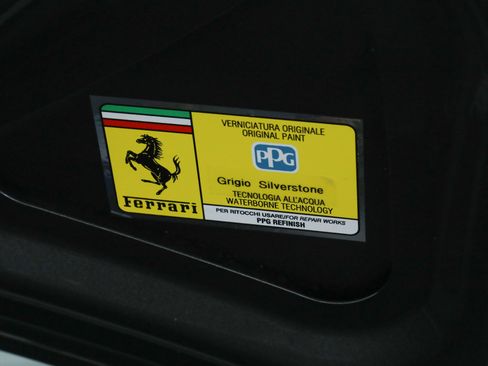 VERNICIATURA ORIGINALE
ORIGINAL PAINT
PPG
Grigio Silverstone
TECNOLOGIA ALL'ACQUA
WATERBORNE TECHNOLOGY
Ferrari
PER RITOCCHI USARE/FOR REPAIR WORKS
PPG REFINISH